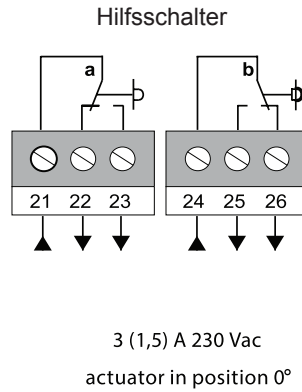 Hilfsschalter
a b
21 22 23 24 25 26
3 (1,5) A 230 Vac
actuator in position 0°